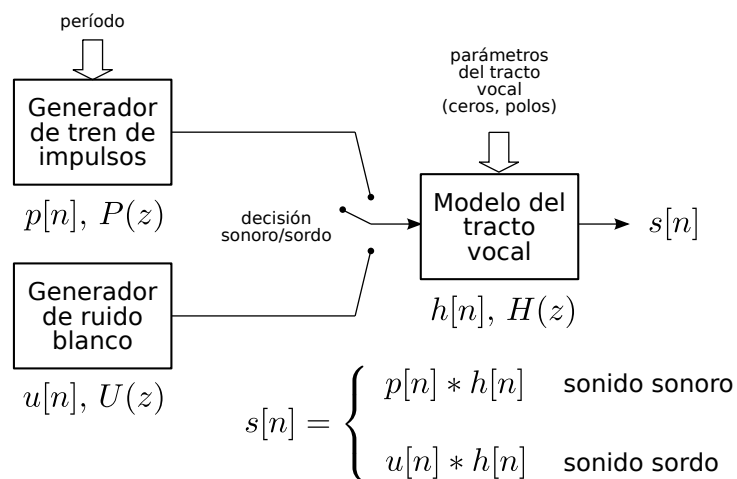 período
Generador
de tren de
impulsos
p[n], P(z)
parámetros
del tracto
vocal
(ceros, polos)
decisión
sonoro/sordo
Modelo del
tracto
vocal
s[n]
h[n], H(z)
Generador
de ruido
blanco
u[n], U(z)
s[n] = {
p[n] * h[n] sonido sonoro
u[n] * h[n] sonido sordo